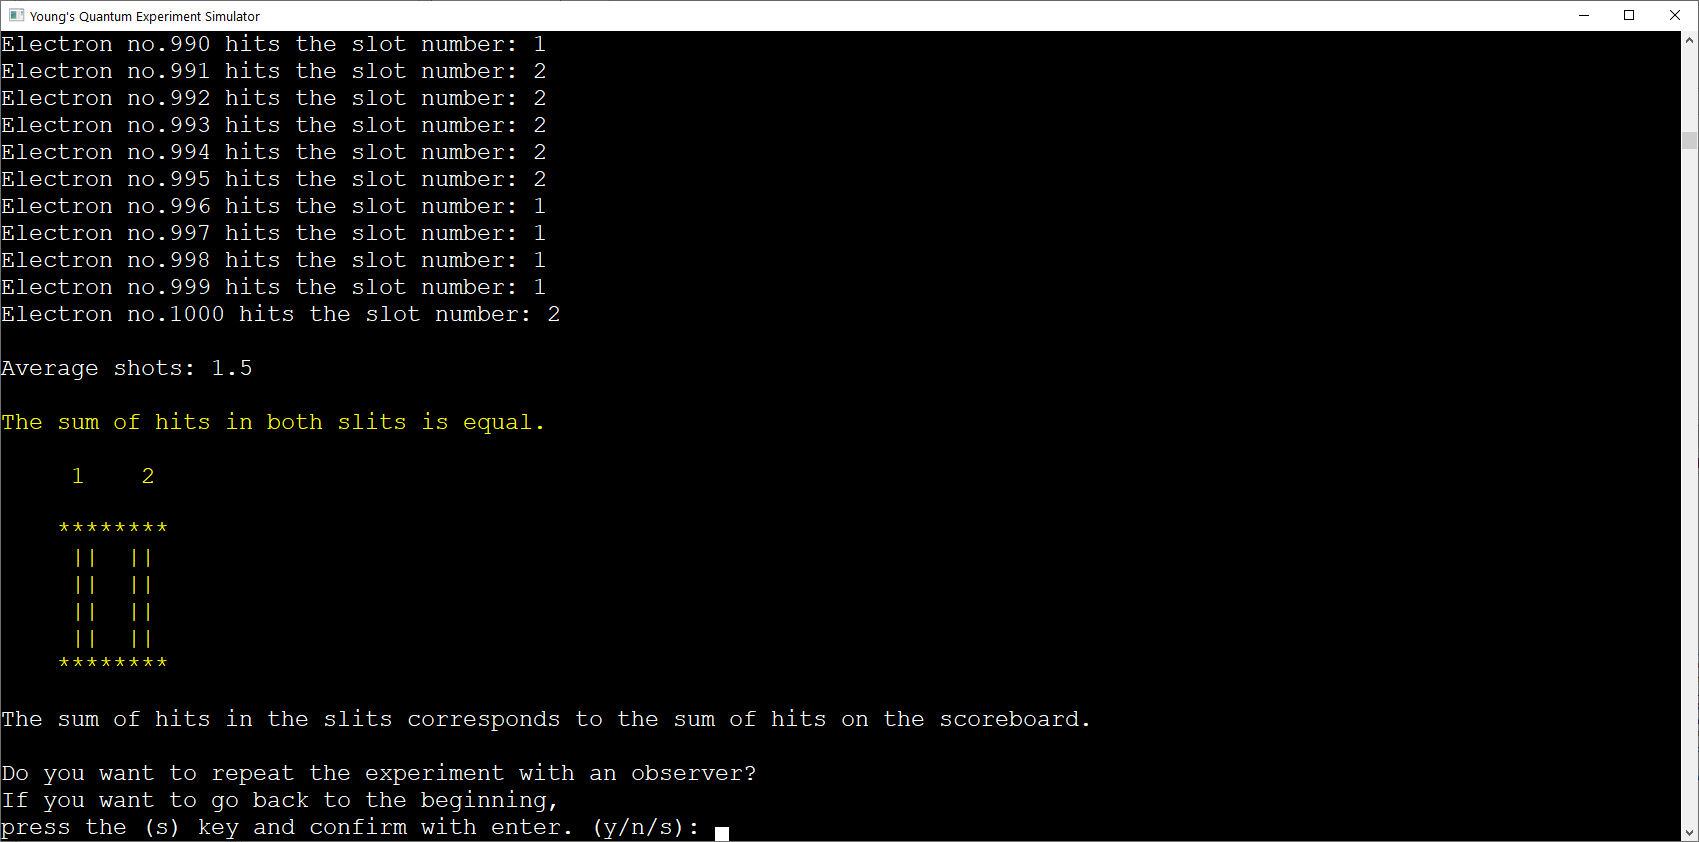 Young's Quantum Experiment Simulator
Electron no.990 hits the slot number: 1
Electron no.991 hits the slot number: 2
Electron no.992 hits the slot number: 2
Electron no.993 hits the slot number: 2
Electron no.994 hits the slot number: 2
Electron no.995 hits the slot number: 2
Electron no.996 hits the slot number: 1
Electron no.997 hits the slot number: 1
Electron no.998 hits the slot number: 1
Electron no.999 hits the slot number: 1
Electron no.1000 hits the slot number: 2
Average shots: 1.5
The sum of hits in both slits is equal.
1    2
********
||  ||
||  ||
||  ||
||  ||
********
The sum of hits in the slits corresponds to the sum of hits on the scoreboard.
Do you want to repeat the experiment with an observer?
If you want to go back to the beginning,
press the (s) key and confirm with enter. (y/n/s):